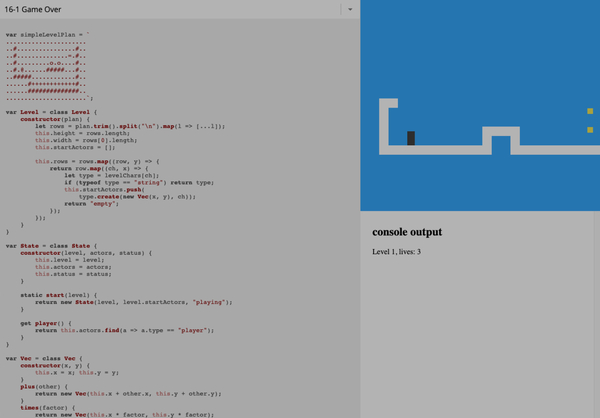 16-1 Game Over
var simpleLevelPlan = `
......................
..#................#..
..#..............=.#..
..#.........o.o....#..
..#.@......#####...#..
..#####............#..
......#++++++++++++#..
......##############..
......................`;
var Level = class Level {
constructor(plan) {
let rows = plan.trim().split("\n").map(l => [...l]);
this.height = rows.length;
this.width = rows[0].length;
this.startActors = [];
this.rows = rows.map((row, y) => {
return row.map((ch, x) => {
let type = levelChars[ch];
if (typeof type == "string") return type;
this.startActors.push(
type.create(new Vec(x, y), ch));
return "empty";
});
});
}
}
var State = class State {
constructor(level, actors, status) {
this.level = level;
this.actors = actors;
this.status = status;
}
static start(level) {
return new State(level, level.startActors, "playing");
}
get player() {
return this.actors.find(a => a.type == "player");
}
}
var Vec = class Vec {
constructor(x, y) {
this.x = x; this.y = y;
}
plus(other) {
return new Vec(this.x + other.x, this.y + other.y);
}
times(factor) {
return new Vec(this.x * factor, this.y * factor);
console output
Level 1, lives: 3